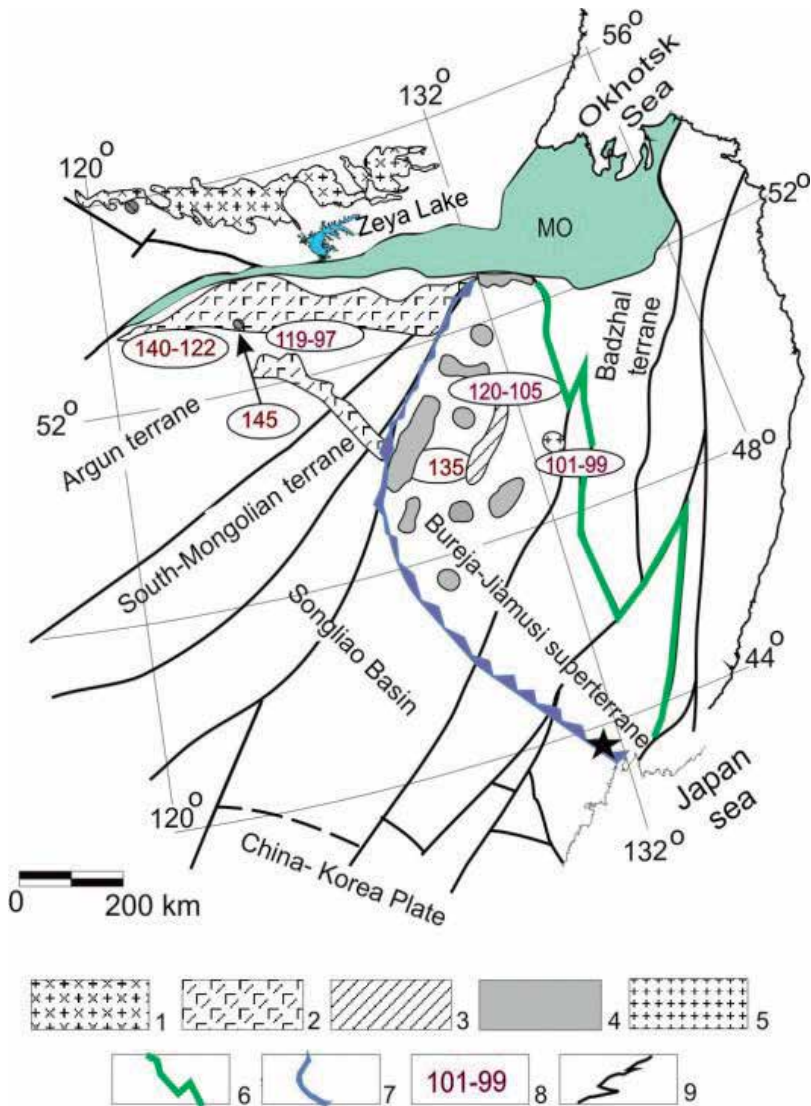 56°
Okhotsk
Sea
132°
120°
52°
Zeya Lake
MO
Badzhal
terrane
140-122
119-97
120-105
52°
145
48°
Argun terrane
135
101-99
South-Mongolian terrane
Bureja-Jiamusi superterrane
Songliao Basin
44°
Japan
sea
120°
132°
China- Korea Plate
0 200 km
1 2 3 4 5
6 7 101-99 8 9